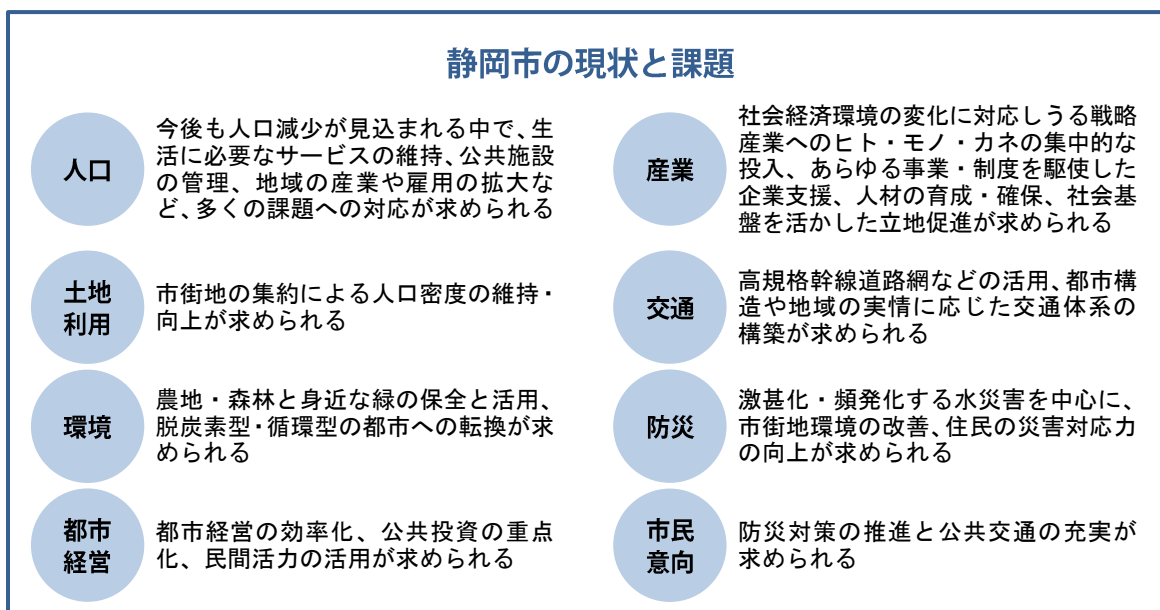 静岡市の現状と課題
人口
今後も人口減少が見込まれる中で、生
活に必要なサービスの維持、公共施設
の管理、地域の産業や雇用の拡大な
ど、多くの課題への対応が求められる
土地
利用
市街地の集約による人口密度の維持・
向上が求められる
環境
農地・森林と身近な緑の保全と活用、
脱炭素型・循環型の都市への転換が求
められる
都市
経営
都市経営の効率化、公共投資の重点
化、民間活力の活用が求められる
産業
社会経済環境の変化に対応しうる戦略
産業へのヒト・モノ・カネの集中的な
投入、あらゆる事業・制度を駆使した
企業支援、人材の育成・確保、社会基
盤を活かした立地促進が求められる
交通
高規格幹線道路網などの活用、都市構
造や地域の実情に応じた交通体系の
構築が求められる
防災
激甚化・頻発化する水災害を中心に、
市街地環境の改善、住民の災害対応力
の向上が求められる
市民
意向
防災対策の推進と公共交通の充実が
求められる